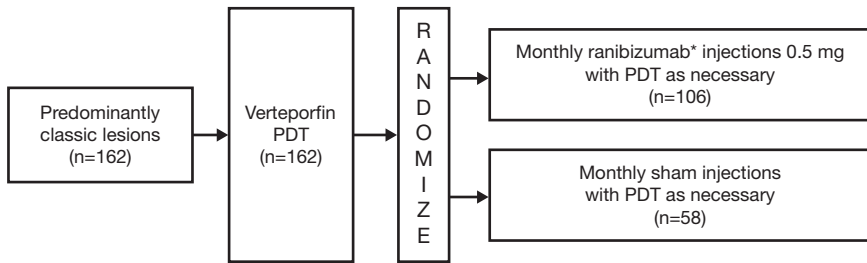 Predominantly
classic lesions
(n=162)
Verteporfin
PDT
(n=162)
R
A
N
D
O
M
I
Z
E
Monthly ranibizumab* injections 0.5 mg
with PDT as necessary
(n=106)
Monthly sham injections
with PDT as necessary
(n=58)